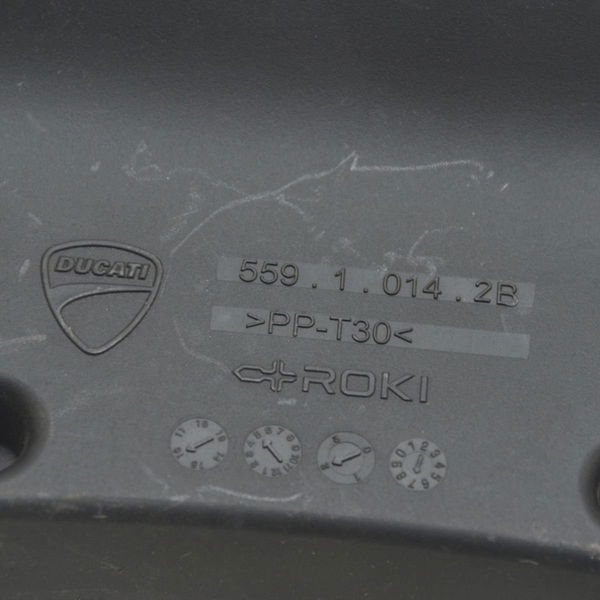 DUCATI
559.1.014.2B
>PP-T30<
ROKI